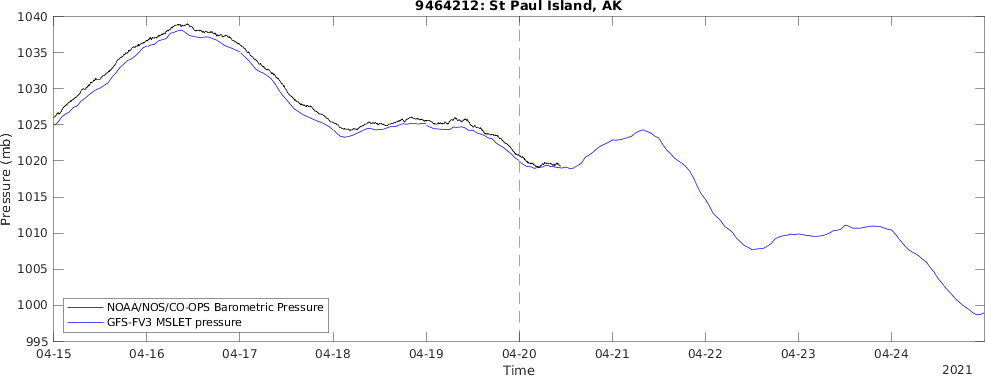 9464212: St Paul Island, AK
1040
1035
1030
1025
1020
1015
1010
1005
1000
995
Pressure (mb)
NOAA/NOS/CO-OPS Barometric Pressure
GFS-FV3 MSLET pressure
04-15 04-16 04-17 04-18 04-19 04-20 04-21 04-22 04-23 04-24
Time
2021